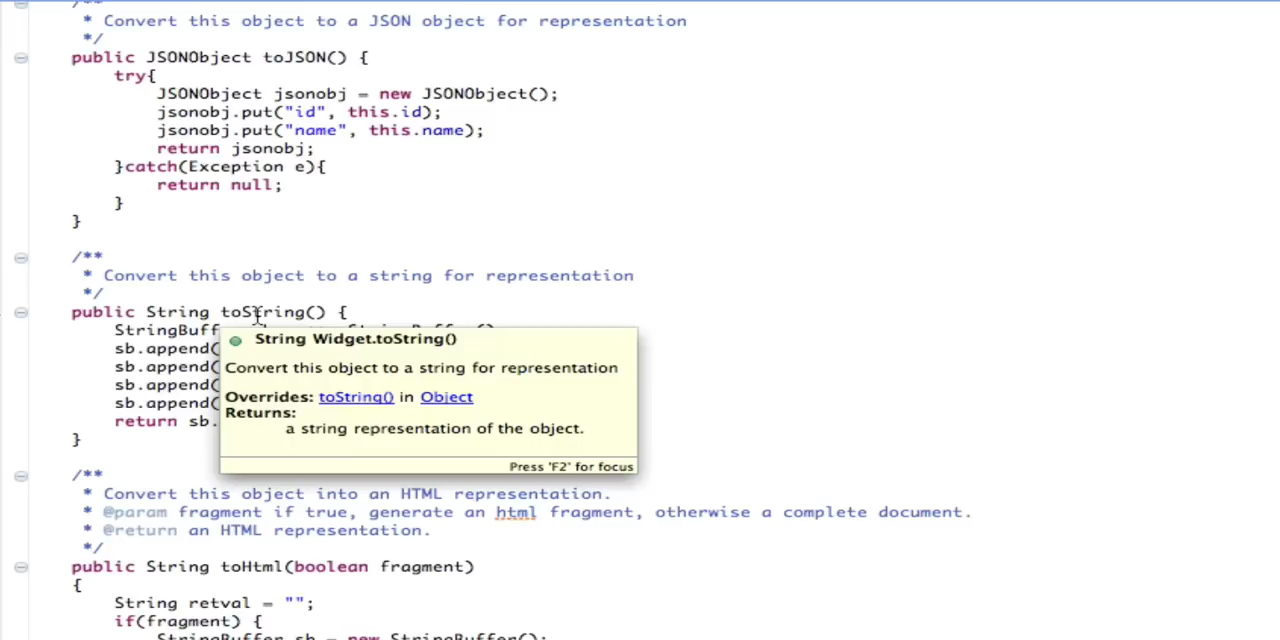 /**
* Convert this object to a JSON object for representation
*/
public JSONObject toJSON() {
try{
JSONObject jsonobj = new JSONObject();
jsonobj.put("id", this.id);
jsonobj.put("name", this.name);
return jsonobj;
}catch(Exception e){
return null;
}
}
/**
* Convert this object to a string for representation
*/
public String toString() {
StringBuff
sb.append(
String Widget.toString()
sb.append(
Convert this object to a string for representation
sb.append(
Overrides: toString() in Object
sb.append(
Returns:
return sb.
a string representation of the object.
}
Press 'F2' for focus
/**
* Convert this object into an HTML representation.
* @param fragment if true, generate an html fragment, otherwise a complete document.
* @return an HTML representation.
*/
public String toHtml(boolean fragment)
{
String retval = "";
if(fragment) {
StringBuffer sb = new StringBuffer();